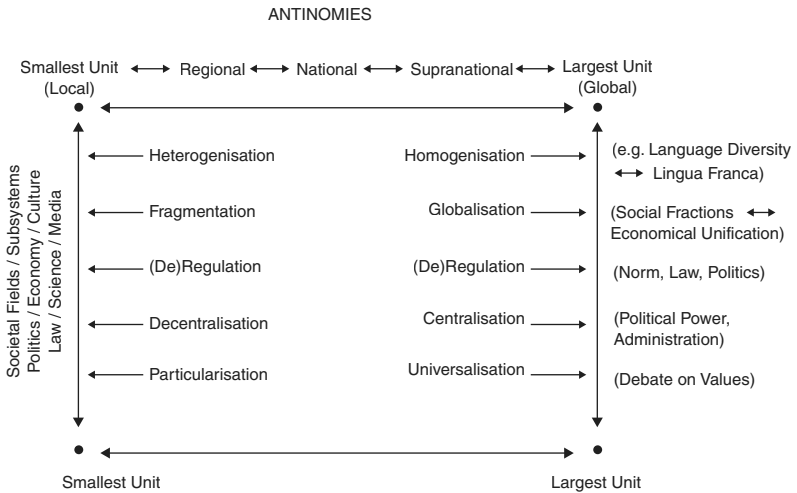 ANTINOMIES
Smallest Unit ↔ Regional ↔ National ↔ Supranational ↔ Largest Unit
(Local) (Global)
Societal Fields / Subsystems
Politics / Economy / Culture
Law / Science / Media
Heterogenisation Homogenisation (e.g. Language Diversity
↔ Lingua Franca)
Fragmentation Globalisation (Social Fractions ↔
Economical Unification)
(De)Regulation (De)Regulation (Norm, Law, Politics)
Decentralisation Centralisation (Political Power,
Administration)
Particularisation Universalisation (Debate on Values)
Smallest Unit Largest Unit